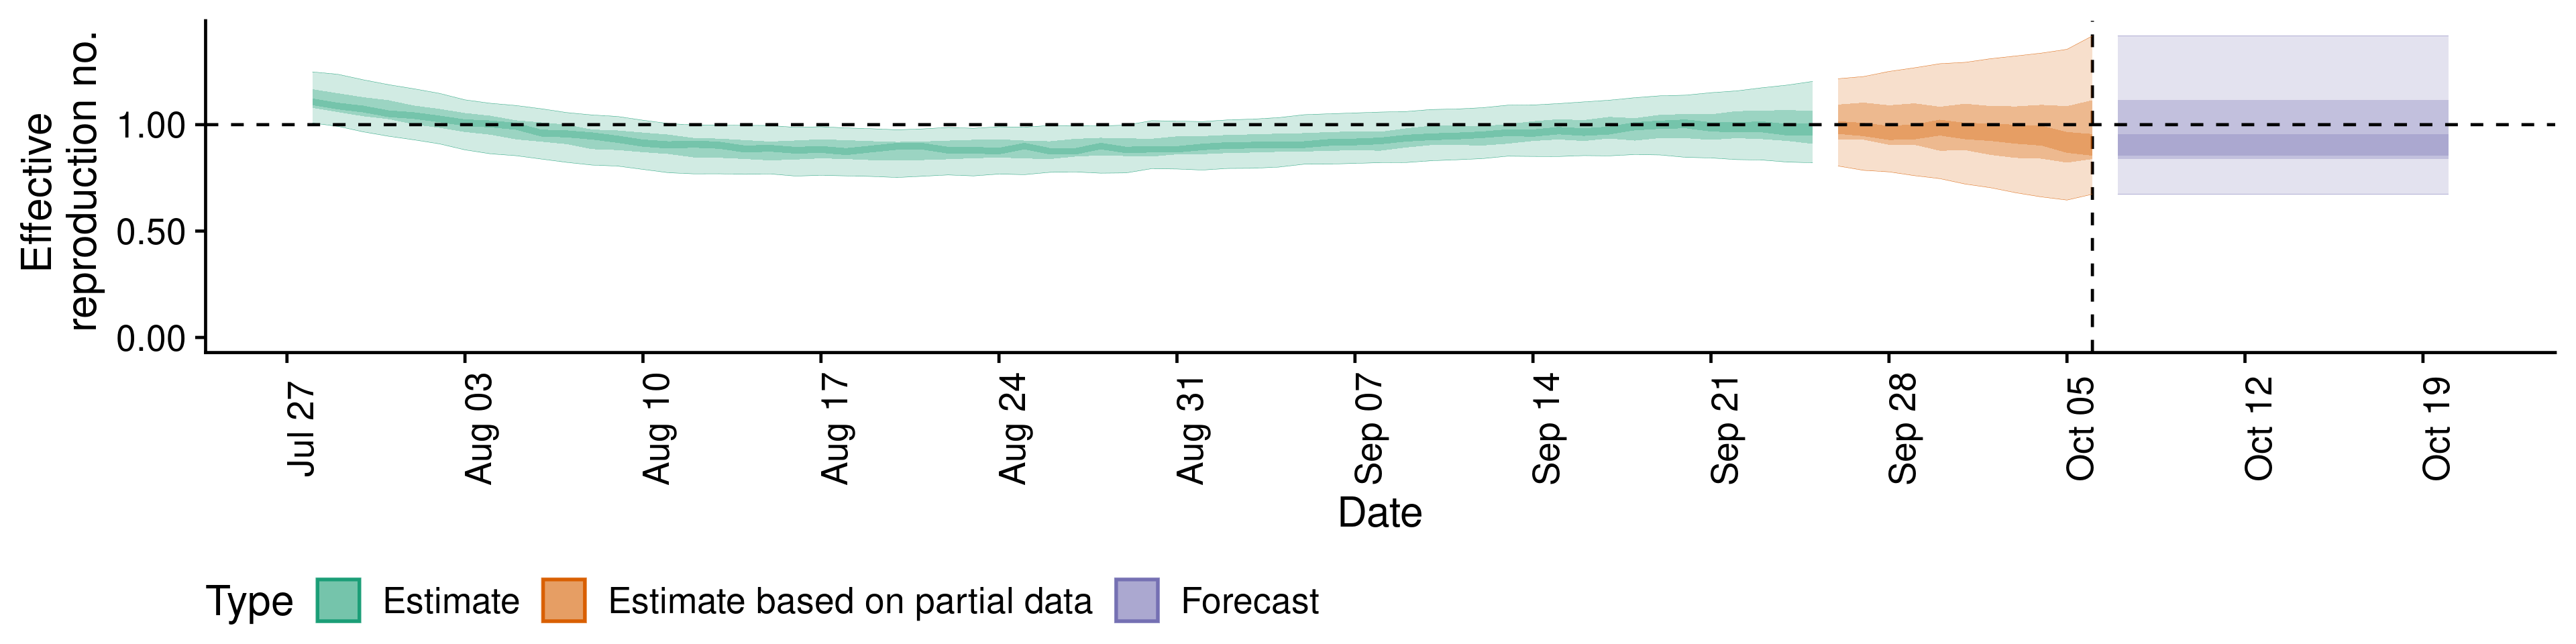 Effective
reproduction no.
1.00
0.50
0.00
Jul 27
Aug 03
Aug 10
Aug 17
Aug 24
Aug 31
Sep 07
Sep 14
Sep 21
Sep 28
Oct 05
Oct 12
Oct 19
Date
Type Estimate Estimate based on partial data Forecast